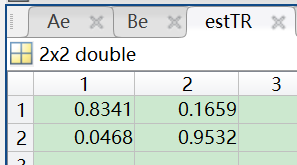 Ae Be estTR
2x2 double
1 2 3
1 0.8341 0.1659
2 0.0468 0.9532